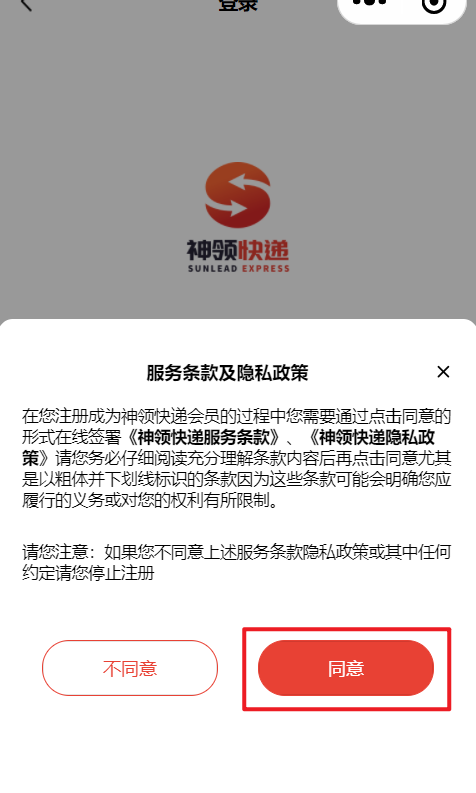 登录
神领快递
SUNLEAD EXPRESS
服务条款及隐私政策
在您注册成为神领快递会员的过程中您需要通过点击同意的
形式在线签署《神领快递服务条款》、《神领快递隐私政
策》请您务必仔细阅读充分理解条款内容后再点击同意尤其
是以粗体并下划线标识的条款因为这些条款可能会明确您应
履行的义务或对您的权利有所限制。
请您注意：如果您不同意上述服务条款隐私政策或其中任何
约定请您停止注册
不同意
同意